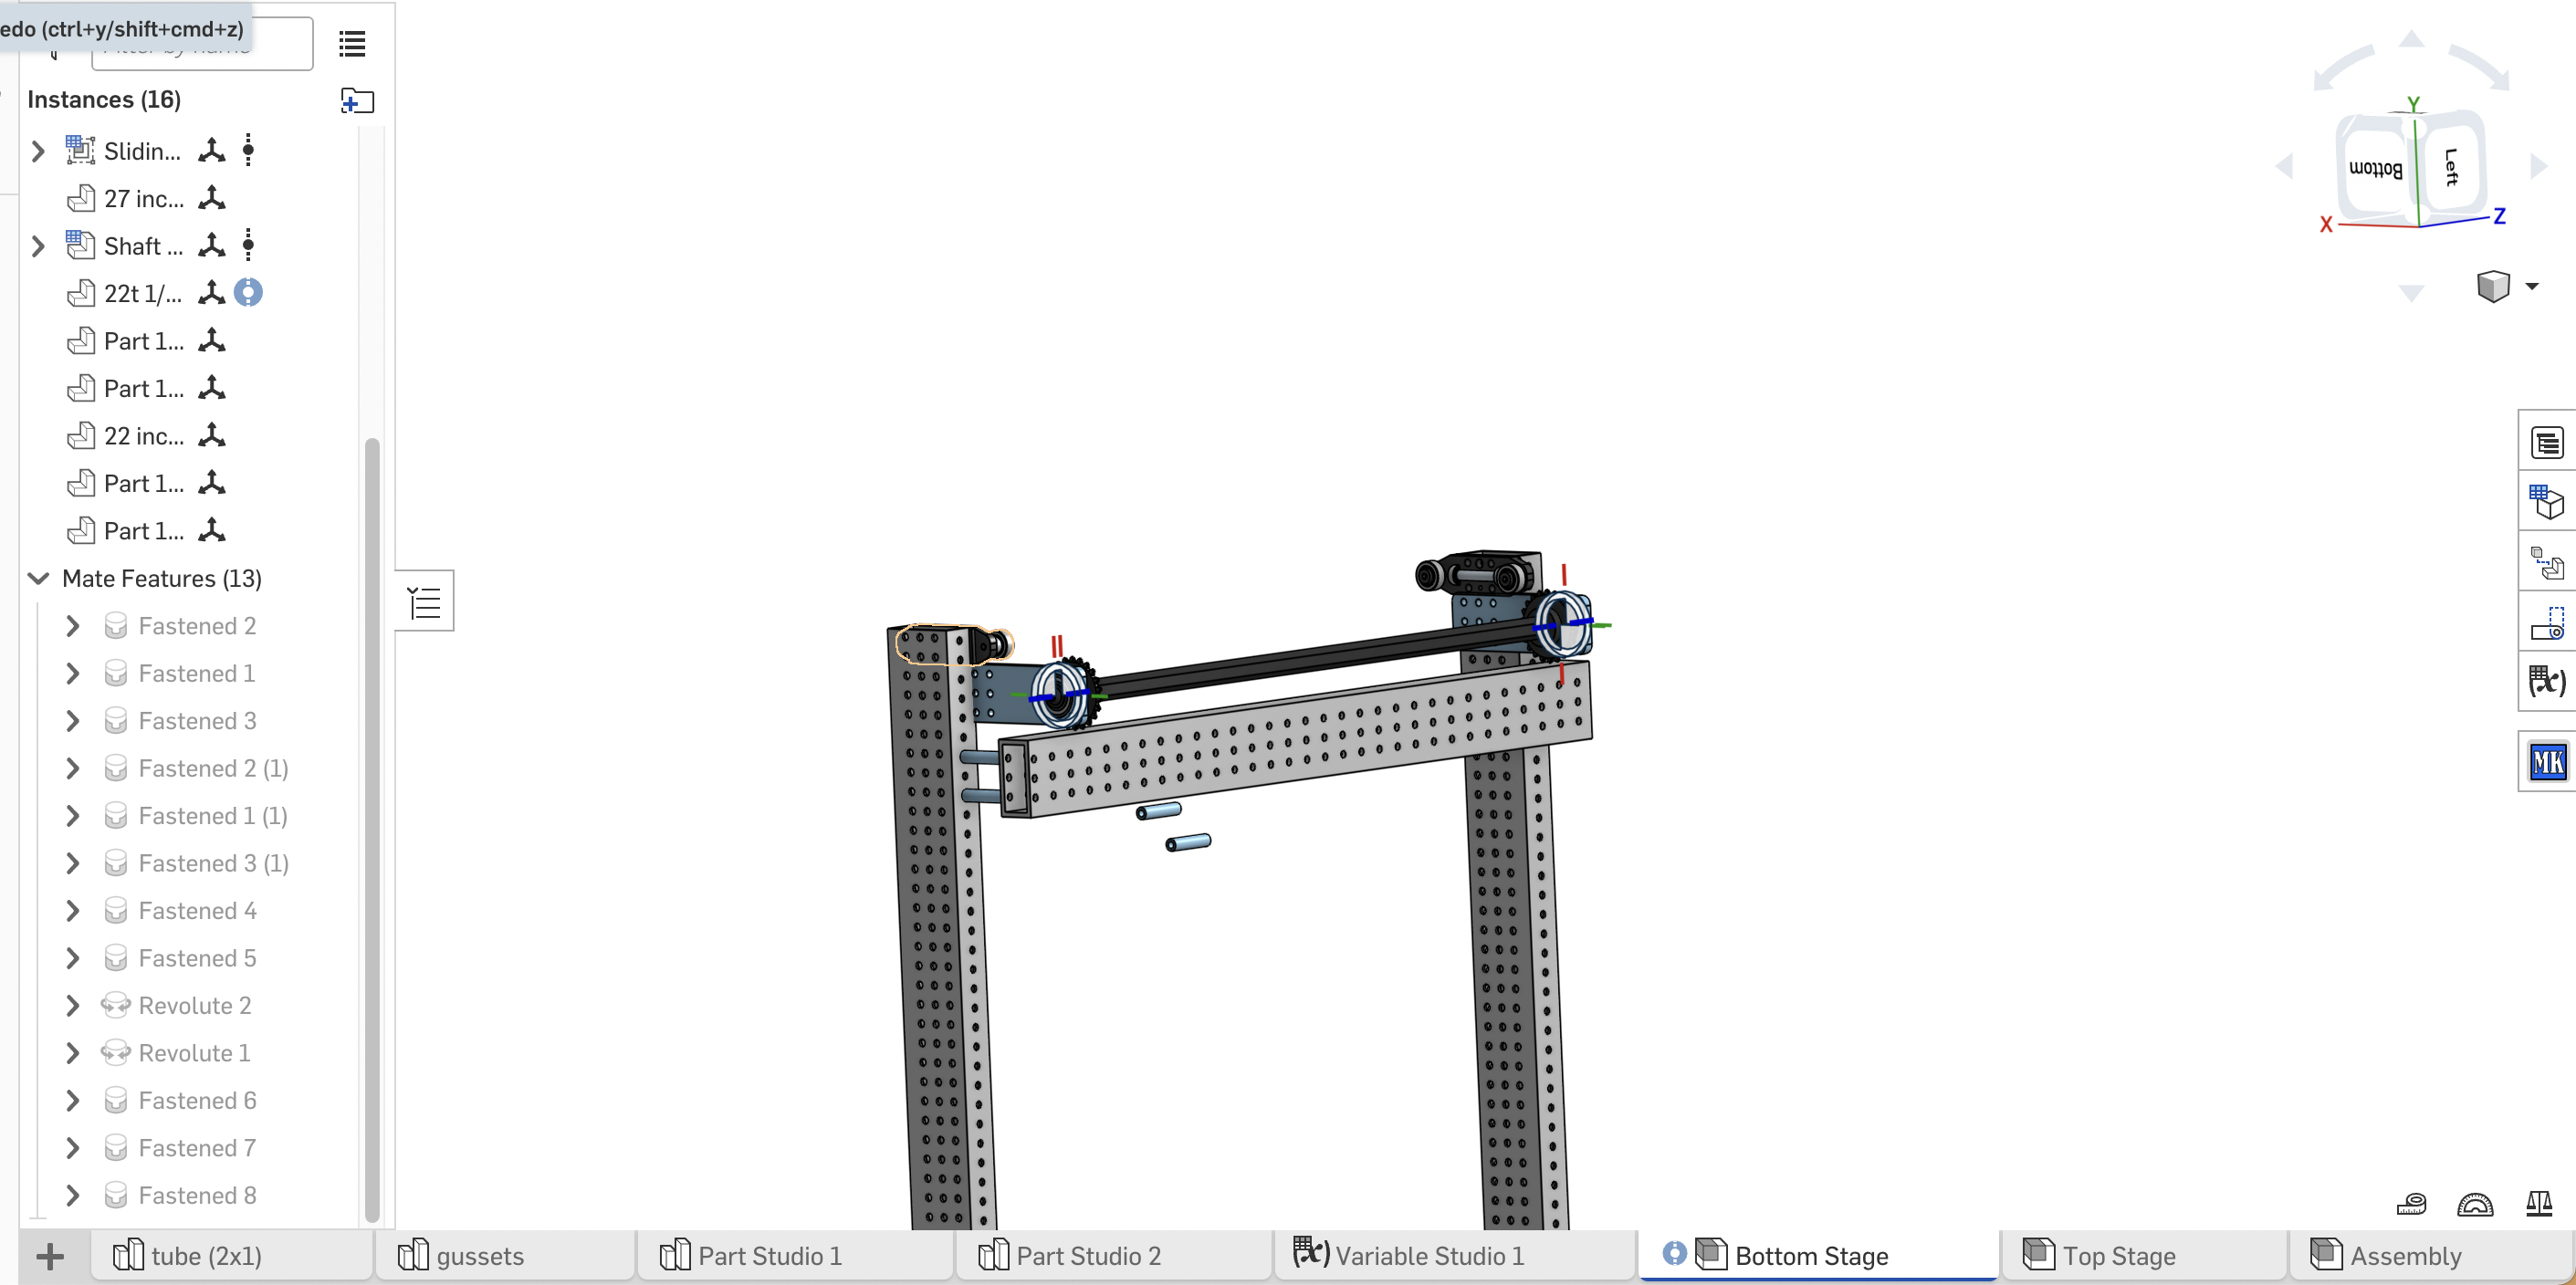 edo (ctrl+y/shift+cmd+z)
Instances (16)
Slidin...
27 inc...
Shaft ...
22t 1/...
Part 1...
Part 1...
22 inc...
Part 1...
Part 1...
Mate Features (13)
Fastened 2
Fastened 1
Fastened 3
Fastened 2 (1)
Fastened 1 (1)
Fastened 3 (1)
Fastened 4
Fastened 5
Revolute 2
Revolute 1
Fastened 6
Fastened 7
Fastened 8
Y
Bottom
Left
X
Z
(x)
MK
tube (2x1)
gussets
Part Studio 1
Part Studio 2
(x)
Variable Studio 1
Bottom Stage
Top Stage
Assembly